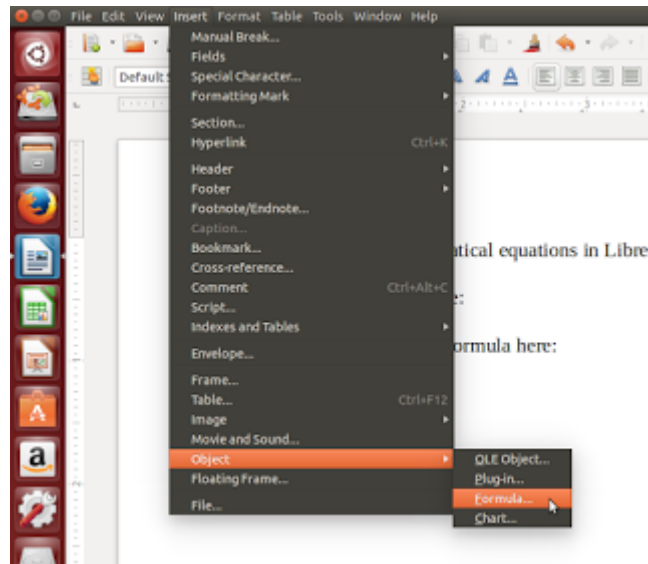 File Edit View Insert Format Table Tools Window Help
Manual Break...
Fields
Default
Special Character...
Formatting Mark
Section...
Hyperlink Ctrl+K
Header
Footer
Footnote/Endnote...
Caption...
Bookmark...
atical equations in Libre
Cross-reference...
Comment Ctrl+Alt+C
Script...
e:
Indexes and Tables
ormula here:
Envelope...
Frame...
Table... Ctrl+F12
Image
Movie and Sound...
Object
OLE Object...
Floating Frame...
Plug-in...
Formula...
File...
Chart...